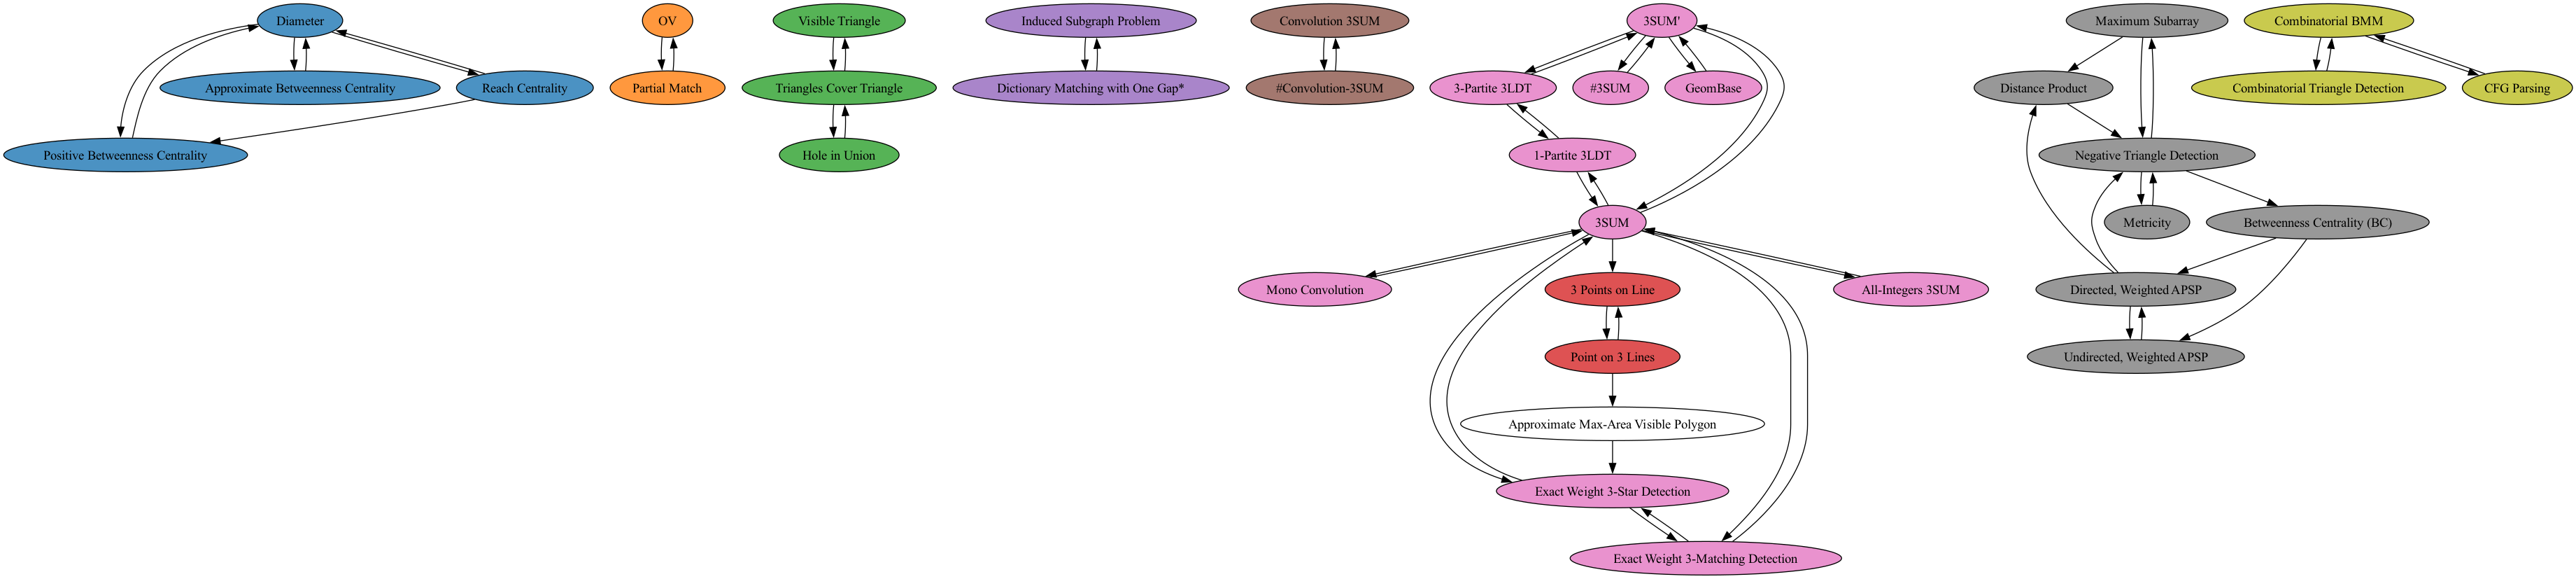 Diameter
OV
Visible Triangle
Induced Subgraph Problem
Convolution 3SUM
3SUM'
Maximum Subarray
Combinatorial BMM
Approximate Betweenness Centrality
Reach Centrality
Partial Match
Triangles Cover Triangle
Dictionary Matching with One Gap*
#Convolution-3SUM
3-Partite 3LDT
#3SUM
GeomBase
Distance Product
Combinatorial Triangle Detection
CFG Parsing
Positive Betweenness Centrality
Hole in Union
1-Partite 3LDT
Negative Triangle Detection
3SUM
Metricity
Betweenness Centrality (BC)
Mono Convolution
3 Points on Line
All-Integers 3SUM
Directed, Weighted APSP
Point on 3 Lines
Undirected, Weighted APSP
Approximate Max-Area Visible Polygon
Exact Weight 3-Star Detection
Exact Weight 3-Matching Detection